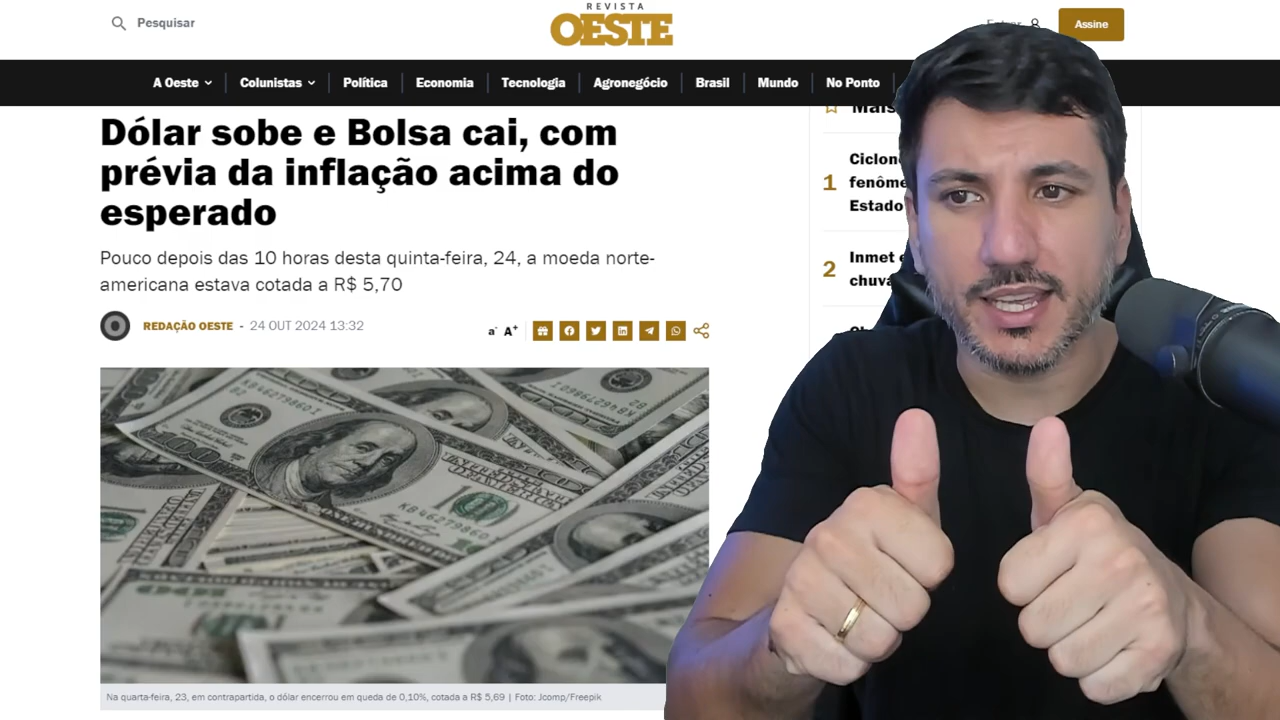 Pesquisar
REVISTA
OESTE
Assine
A Oeste
Colunistas
Política
Economia
Tecnologia
Agronegócio
Brasil
Mundo
No Ponto
Dólar sobe e Bolsa cai, com
prévia da inflação acima do
esperado
Pouco depois das 10 horas desta quinta-feira, 24, a moeda norte-
americana estava cotada a R$ 5,70
REDAÇÃO OESTE - 24 OUT 2024 13:32
a- A+
1
Estado
2
Inmet
Na quarta-feira, 23, em contrapartida, o dólar encerrou em queda de 0,10%, cotada a R$ 5,69 | Foto: Jcomp/Freepik